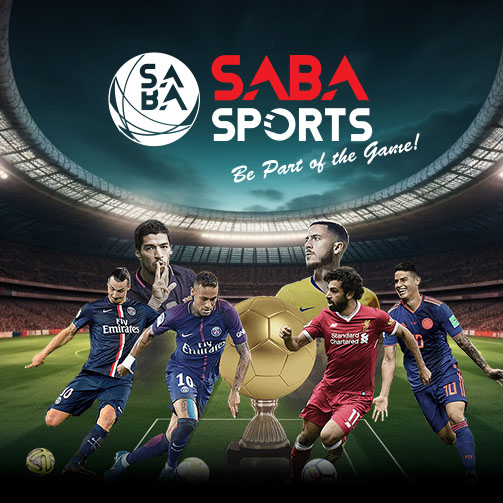 SABA
SABA
SPORTS
Be Part of the Game!
Fly
Emirates
Fly
Emirates
10
Standard
Chartered
11
10